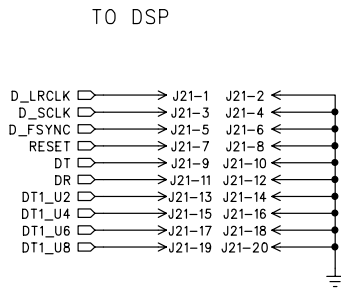 TO DSP
D_LRCLK J21-1 J21-2
D_SCLK J21-3 J21-4
D_FSYNC J21-5 J21-6
RESET J21-7 J21-8
DT J21-9 J21-10
DR J21-11 J21-12
DT1_U2 J21-13 J21-14
DT1_U4 J21-15 J21-16
DT1_U6 J21-17 J21-18
DT1_U8 J21-19 J21-20